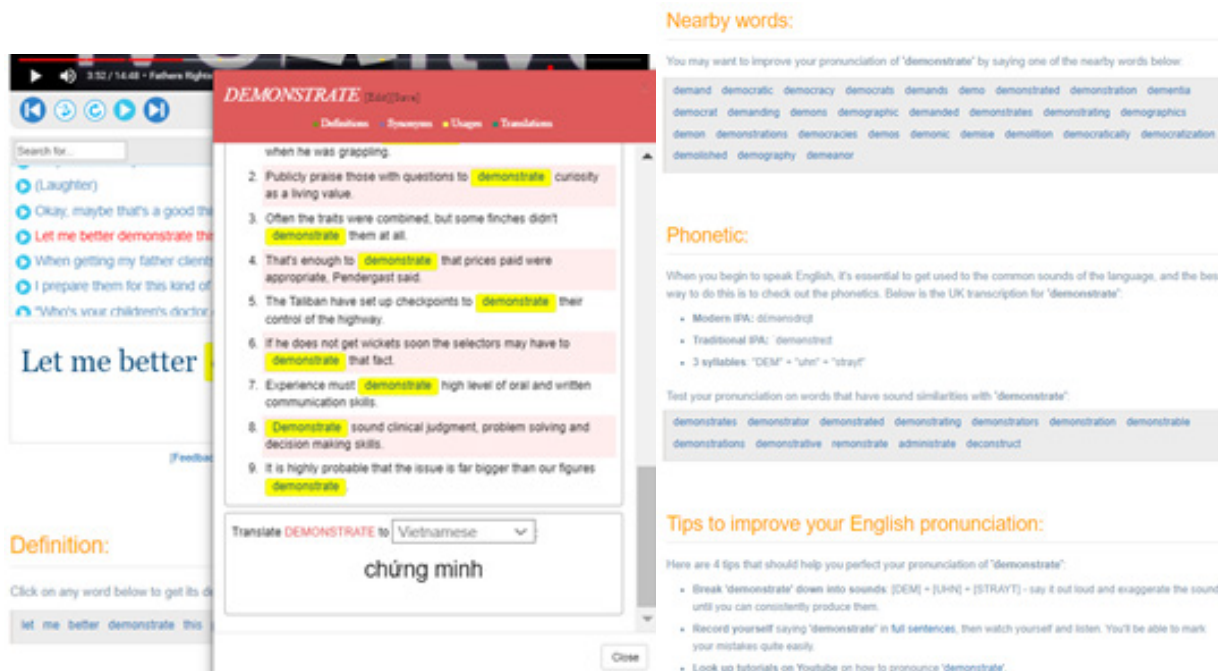 3:52 / 14:48 • Fathers Rights
Search for...
(Laughter)
Okay, maybe that's a good
Let me better demonstrate this
When getting my father clients
I prepare them for this kind of
"Who's your children's doctor
Let me better
Definition:
Click on any word below to get its
let me better demonstrate this
DEMONSTRATE [Edit][Save]
Definitions Synonyms Usages Translations
when he was grappling.
2. Publicly praise those with questions to demonstrate curiosity
as a living value.
3. Often the traits were combined, but some finches didn't
demonstrate them at all.
4. That's enough to demonstrate that prices paid were
appropriate, Pendergast said.
5. The Taliban have set up checkpoints to demonstrate their
control of the highway.
6. If he does not get wickets soon the selectors may have to
demonstrate that fact.
7. Experience must demonstrate high level of oral and written
communication skills.
8. Demonstrate sound clinical judgment, problem solving and
decision making skills.
9. It is highly probable that the issue is far bigger than our figures
demonstrate.
Translate DEMONSTRATE to Vietnamese
chứng minh
Close
Nearby words:
You may want to improve your pronunciation of 'demonstrate' by saying one of the nearby words below:
demand democratic democracy democrats demands demo demonstrated demonstration dementia
democrat demanding demons demographic demanded demonstrates demonstrating demographics
demon demonstrations democracies demos demonic demise demolition democratically democratization
demolished demography demeanor
Phonetic:
When you begin to speak English, it's essential to get used to the common sounds of the language, and the best
way to do this is to check out the phonetics. Below is the UK transcription for 'demonstrate':
• Modern IPA:
• Traditional IPA:
• 3 syllables: "DEM" + "uhn" + "strayt"
Test your pronunciation on words that have sound similarities with 'demonstrate':
demonstrates demonstrator demonstrated demonstrating demonstrators demonstration demonstrable
demonstrations demonstrative remonstrate administrate deconstruct
Tips to improve your English pronunciation:
Here are 4 tips that should help you perfect your pronunciation of 'demonstrate':
• Break 'demonstrate' down into sounds: [DEM] + [UHN] + [STRAYT] - say it out loud and exaggerate the sounds
until you can consistently produce them.
• Record yourself saying 'demonstrate' in full sentences, then watch yourself and listen. You'll be able to mark
your mistakes quite easily.
• Look up tutorials on Youtube on how to pronounce 'demonstrate'.